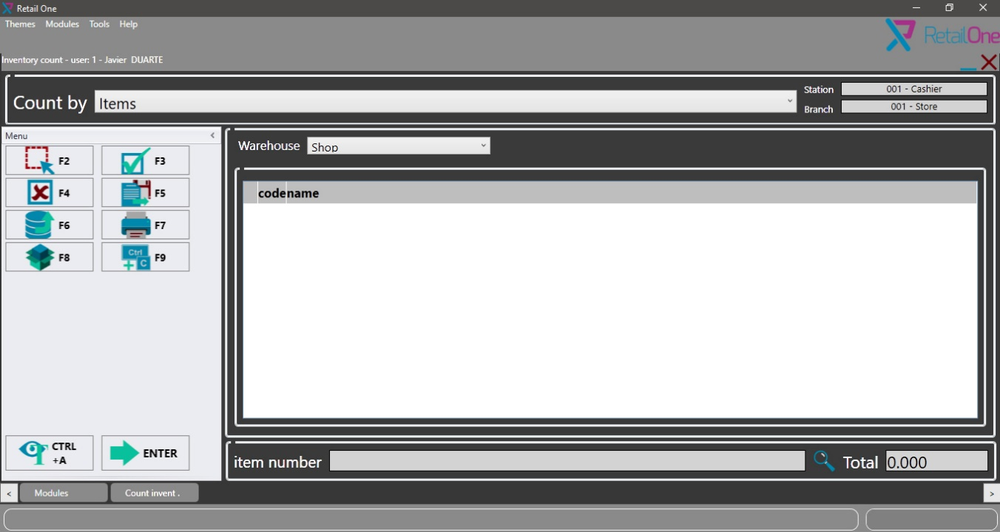 Retail One
Themes Modules Tools Help
RetailOne
Inventory count - user: 1 - Javier DUARTE
Count by Items
Station 001 - Cashier
Branch 001 - Store
Menu
F2 F3
F4 F5
F6 F7
F8 Ctrl + C F9
CTRL +A ENTER
Warehouse Shop
code name
item number Total 0.000
< Modules Count invent . >